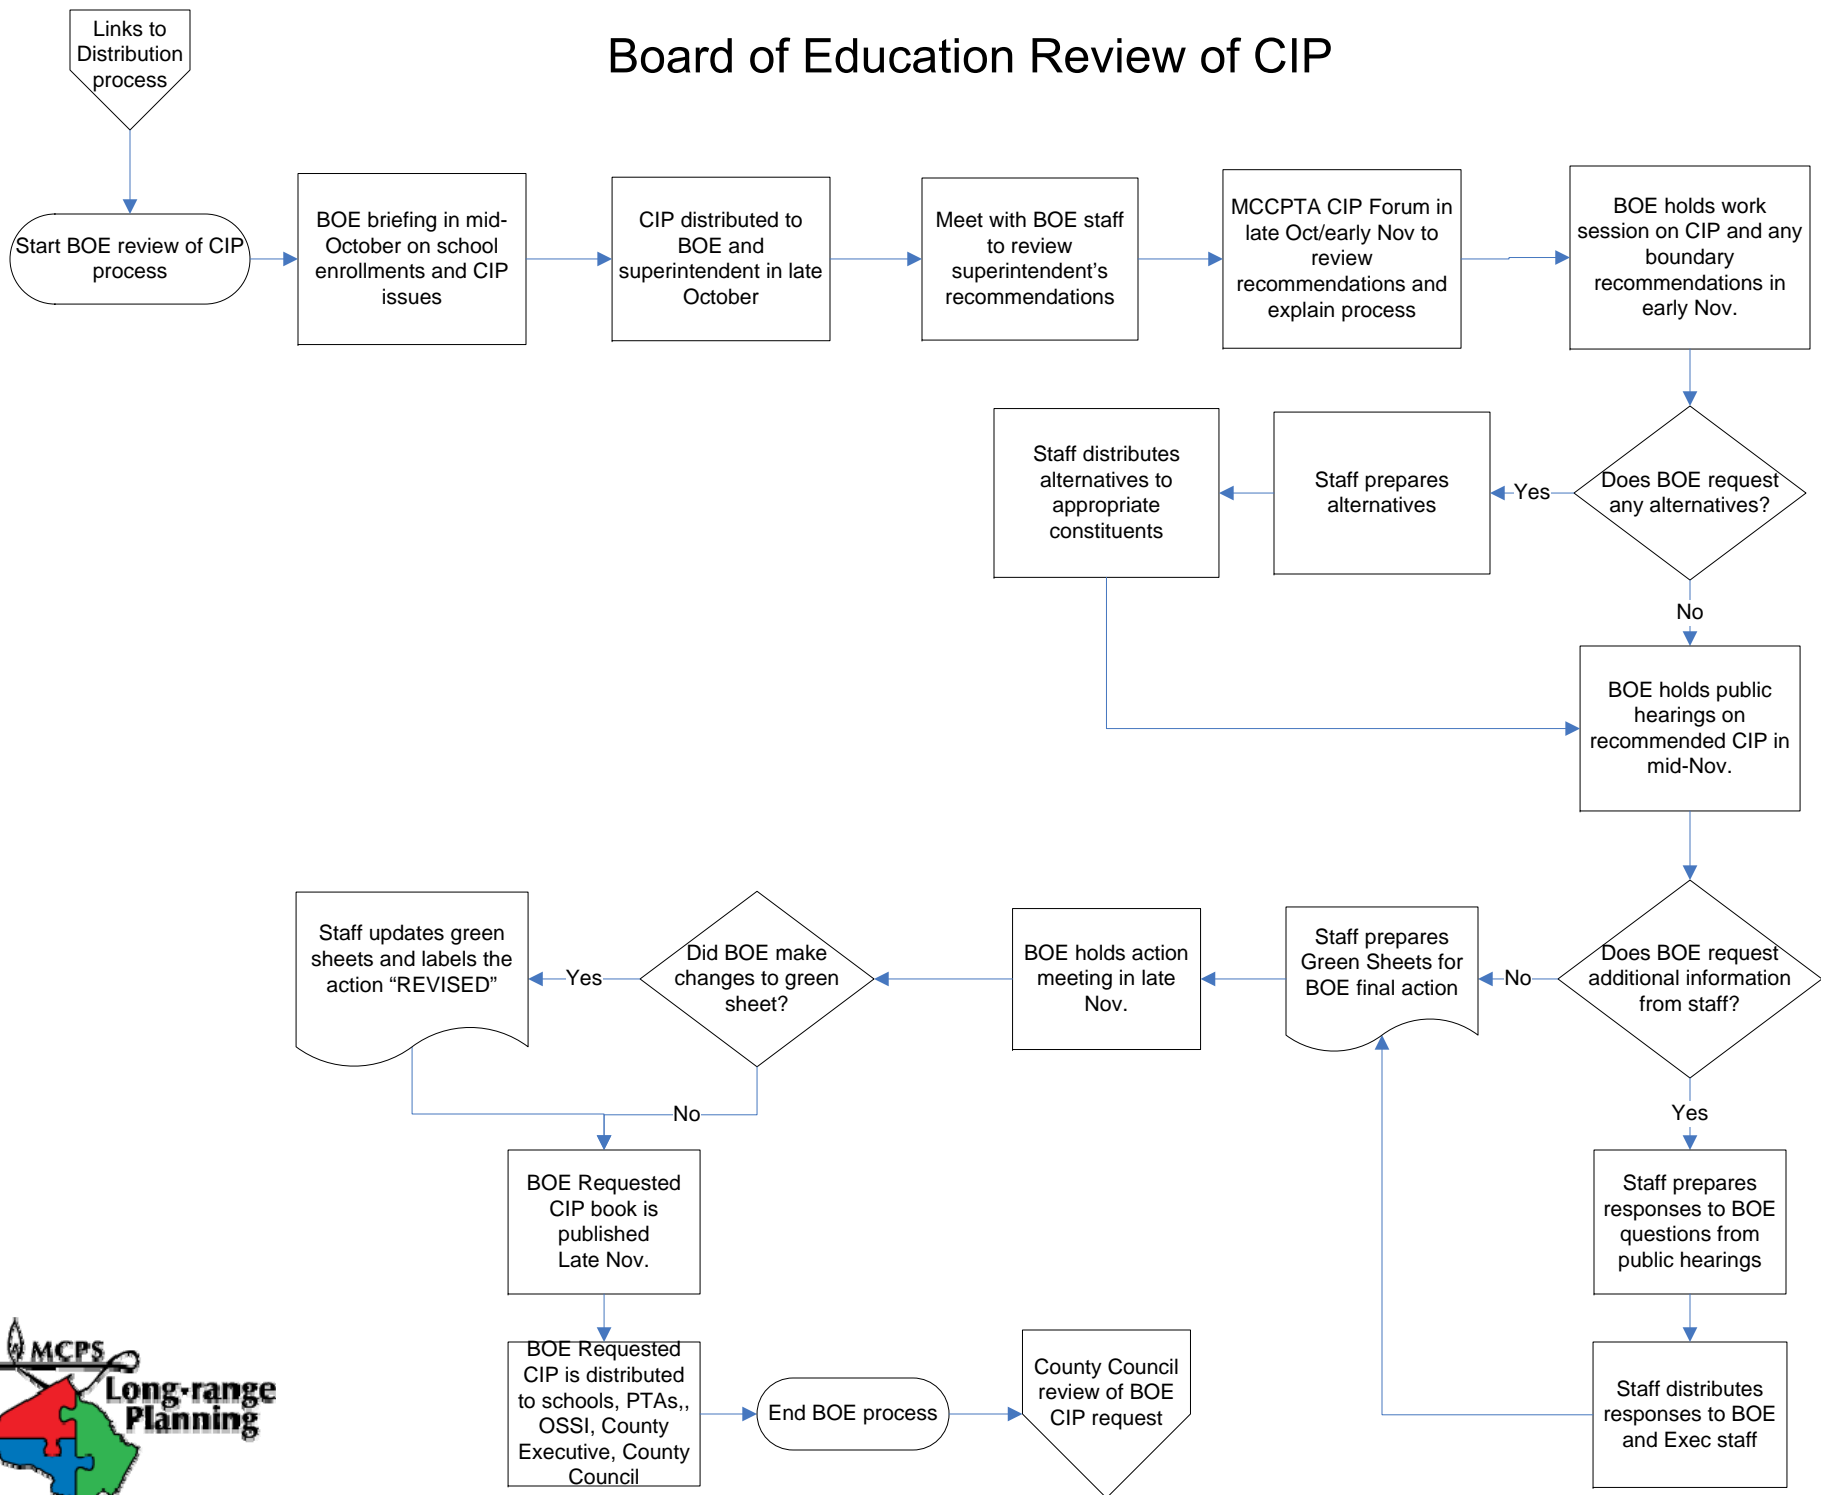 Links to
Distribution
process
Board of Education Review of CIP
Start BOE review of CIP
process
BOE briefing in mid-
October on school
enrollments and CIP
issues
CIP distributed to
BOE and
superintendent in late
October
Meet with BOE staff
to review
superintendent’s
recommendations
MCCPTA CIP Forum in
late Oct/early Nov to
review
recommendations and
explain process
BOE holds work
session on CIP and any
boundary
recommendations in
early Nov.
Does BOE request
any alternatives?
Yes
Staff prepares
alternatives
Staff distributes
alternatives to
appropriate
constituents
No
BOE holds public
hearings on
recommended CIP in
mid-Nov.
Does BOE request
additional information
from staff?
No
Staff prepares
Green Sheets for
BOE final action
BOE holds action
meeting in late
Nov.
Did BOE make
changes to green
sheet?
Yes
Staff updates green
sheets and labels the
action “REVISED”
No
Yes
Staff prepares
responses to BOE
questions from
public hearings
Staff distributes
responses to BOE
and Exec staff
BOE Requested
CIP book is
published
Late Nov.
BOE Requested
CIP is distributed
to schools, PTAs,,
OSSI, County
Executive, County
Council
End BOE process
County Council
review of BOE
CIP request
MCPS
Long-range
Planning